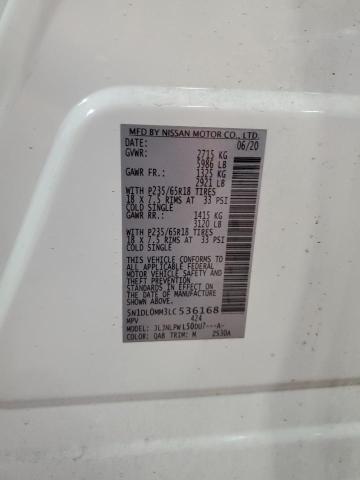 MFD BY NISSAN MOTOR CO., LTD.
DATE: 06/20
GVWR: 2715 KG
5986 LB
GAWR FR.: 1325 KG
2921 LB
WITH P235/65R18 TIRES
18 X 7.5 RIMS AT 33 PSI
COLD SINGLE
GAWR RR.: 1415 KG
3120 LB
WITH P235/65R18 TIRES
18 X 7.5 RIMS AT 33 PSI
COLD SINGLE
THIS VEHICLE CONFORMS TO
ALL APPLICABLE FEDERAL
MOTOR VEHICLE SAFETY AND
THEFT PREVENTION
STANDARDS IN EFFECT ON
THE DATE OF MANUFACTURE
SHOWN ABOVE.
5N1DL0MM3LC536168
MPV 424
MODEL: L50DU7---A-
COLOR: QAB TRIM: M 2530A